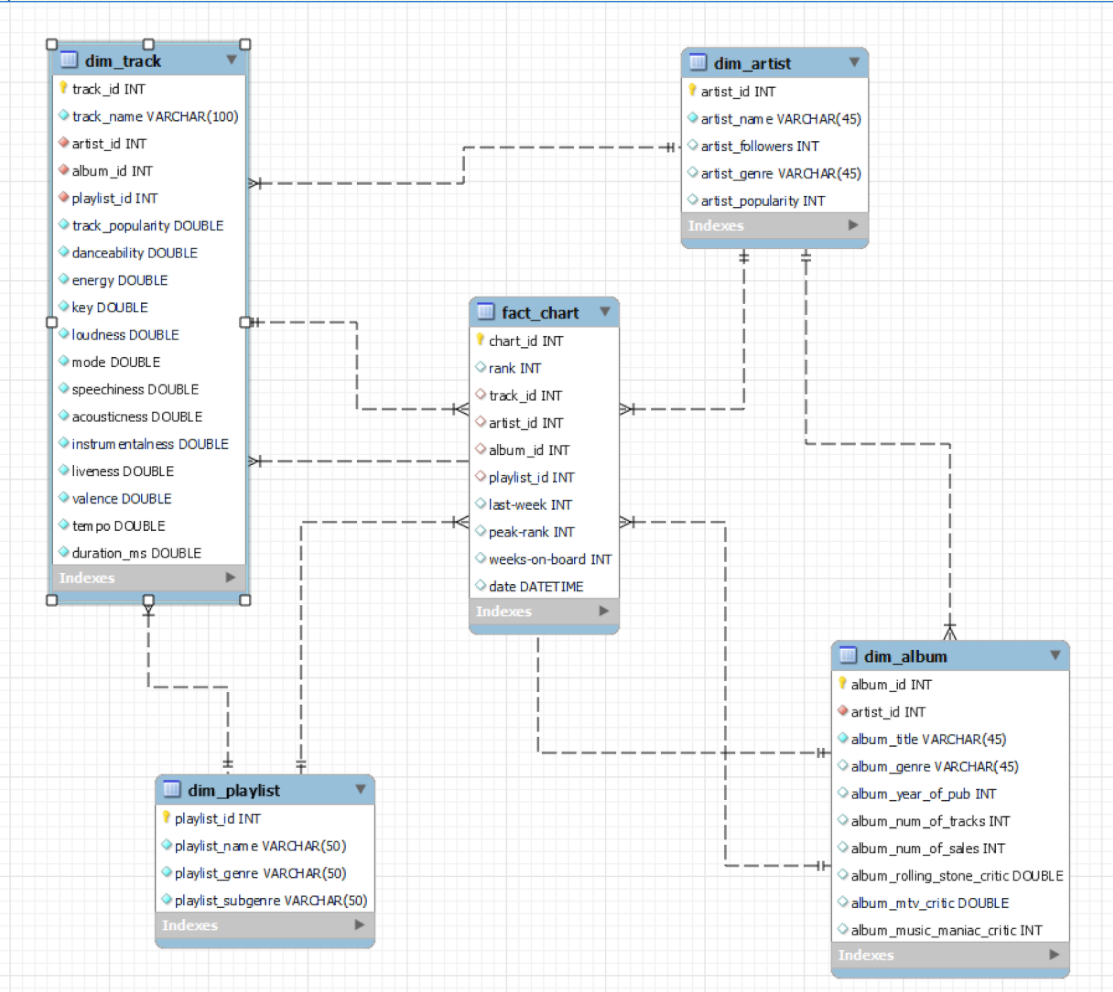 dim_track
track_id INT
track_name VARCHAR(100)
artist_id INT
album_id INT
playlist_id INT
track_popularity DOUBLE
danceability DOUBLE
energy DOUBLE
key DOUBLE
loudness DOUBLE
mode DOUBLE
speechiness DOUBLE
acousticness DOUBLE
instrumentalness DOUBLE
liveness DOUBLE
valence DOUBLE
tempo DOUBLE
duration_ms DOUBLE
Indexes
dim_artist
artist_id INT
artist_name VARCHAR(45)
artist_followers INT
artist_genre VARCHAR(45)
artist_popularity INT
Indexes
fact_chart
chart_id INT
rank INT
track_id INT
artist_id INT
album_id INT
playlist_id INT
last-week INT
peak-rank INT
weeks-on-board INT
date DATETIME
Indexes
dim_playlist
playlist_id INT
playlist_name VARCHAR(50)
playlist_genre VARCHAR(50)
playlist_subgenre VARCHAR(50)
Indexes
dim_album
album_id INT
artist_id INT
album_title VARCHAR(45)
album_genre VARCHAR(45)
album_year_of_pub INT
album_num_of_tracks INT
album_num_of_sales INT
album_rolling_stone_critic DOUBLE
album_mtv_critic DOUBLE
album_music_maniac_critic INT
Indexes